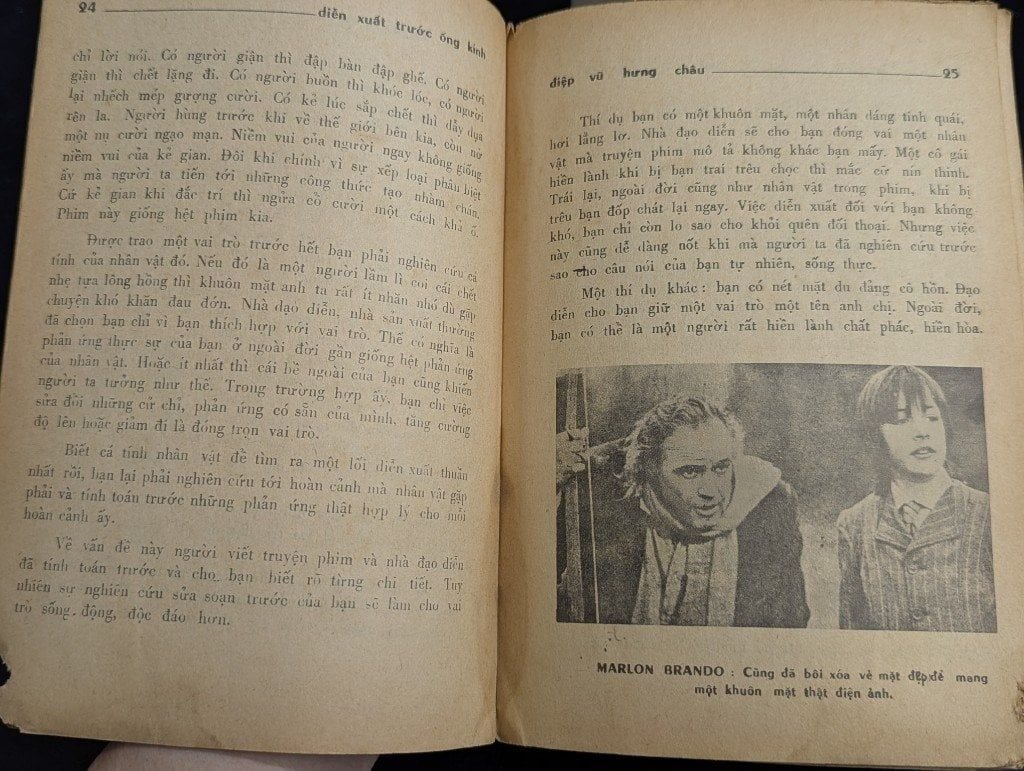 24 diễn xuất trước ống kính
chỉ lời nói. Có người giận thì đập bàn đập ghế. Có người
giận thì chết lặng đi. Có người buồn thì khóc lóc, có người
lại nhếch mép gượng cười. Có kẻ lúc sắp chết thì dẫy dụa
rên la. Người hùng trước khi về thế giới bên kia, còn nở
một nụ cười ngạo mạn. Niềm vui của người ngay không giống
niềm vui của kẻ gian. Đôi khi chính vì sự xếp loại phân biệt
ấy mà người ta tiến tới những công thức tạo nhàm chán.
Cứ kẻ gian khi đắc trí thì ngửa cổ cười một cách khả ố.
Phim này giống hệt phim kia.
Được trao một vai trò trước hết bạn phải nghiên cứu cá
tính của nhân vật đó. Nếu đó là một người lầm lì coi cái chết
nhẹ tựa lông hồng thì khuôn mặt anh ta rất ít nhăn nhó dù gặp
chuyện khó khăn đau đớn. Nhà đạo diễn, nhà sản xuất thường
đã chọn bạn chỉ vì bạn thích hợp với vai trò. Thế có nghĩa là
phản ứng thực sự của bạn ở ngoài đời gần giống hệt phản ứng
của nhân vật. Hoặc ít nhất thì cái bề ngoài của bạn cũng khiến
người ta tưởng như thế. Trong trường hợp ấy, bạn chỉ việc
sửa đổi những cử chỉ, phản ứng có sẵn của mình, tăng cường
độ lên hoặc giảm đi là đóng trọn vai trò.
Biết cá tính nhân vật để tìm ra một lối diễn xuất thuần
nhất rồi, bạn lại phải nghiên cứu tới hoàn cảnh mà nhân vật gặp
phải và tính toán trước những phản ứng thật hợp lý cho mỗi
hoàn cảnh ấy.
Về vấn đề này người viết truyện phim và nhà đạo diễn
đã tính toán trước và cho bạn biết rõ từng chi tiết. Tuy
nhiên sự nghiên cứu sửa soạn trước của bạn sẽ làm cho vai
trò sống động, độc đáo hơn.
điệp vũ hưng châu 25
Thí dụ bạn có một khuôn mặt, một nhân dáng tinh quái,
hơi lẳng lơ. Nhà đạo diễn sẽ cho bạn đóng vai một nhân
vật mà truyện phim mô tả không khác bạn mấy. Một cô gái
hiền lành khi bị bạn trai trêu chọc thì mắc cỡ nín thinh.
Trái lại, ngoài đời cũng như nhân vật trong phim, khi bị
trêu bạn đốp chát lại ngay. Việc diễn xuất đối với bạn không
khó, bạn chỉ còn lo sao cho khỏi quên đối thoại. Nhưng việc
này cũng dễ dàng nốt khi mà người ta đã nghiên cứu trước
sao cho câu nói của bạn tự nhiên, sống thực.
Một thí dụ khác : bạn có nét mặt du đãng cô hồn. Đạo
diễn cho bạn giữ một vai trò một tên anh chị. Ngoài đời,
bạn có thể là một người rất hiền lành chất phác, hiền hòa.
MARLON BRANDO : Cũng đã bôi xóa vẻ mặt đẹp để mang
một khuôn mặt thật điện ảnh.